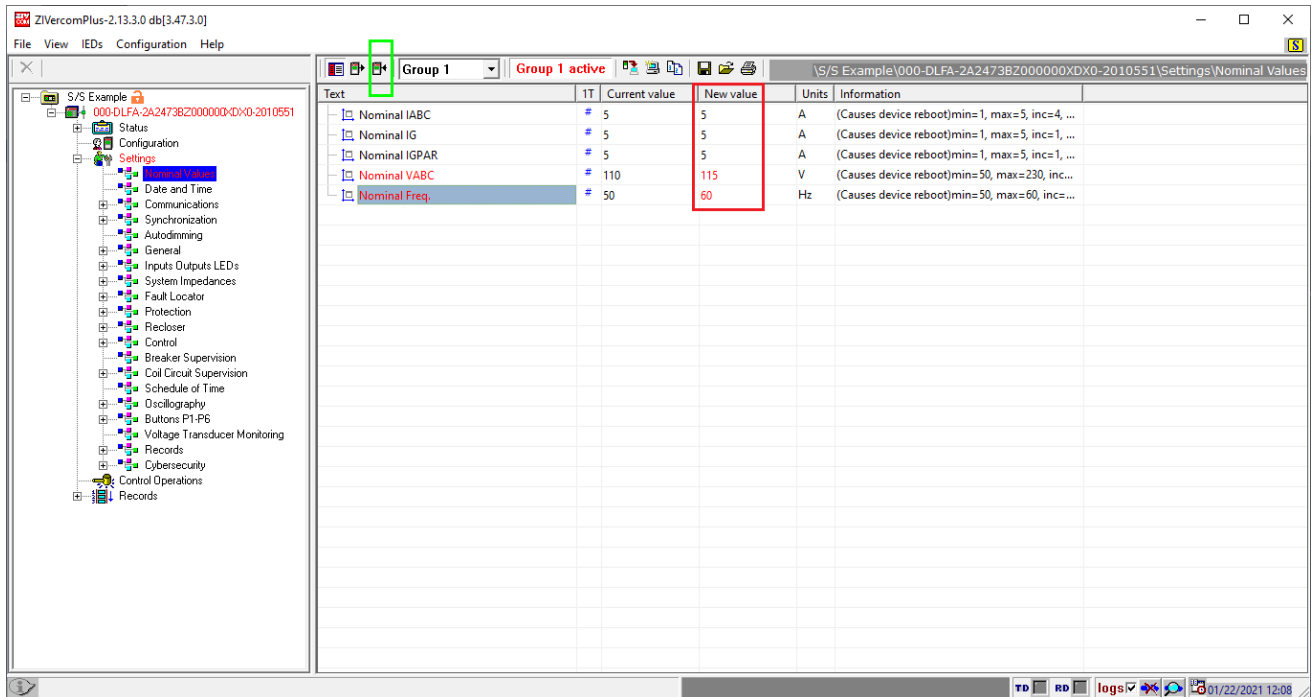 ZIVercomPlus-2.13.3.0 db[3.47.3.0]
File View IEDs Configuration Help
Group 1 Group 1 active \S/S Example\000-DLFA-2A2473BZ000000XDX0-2010551\Settings\Nominal Values
S/S Example
000-DLFA-2A2473BZ000000XDX0-2010551
Status
Configuration
Settings
Nominal Values
Date and Time
Communications
Synchronization
Autodimming
General
Inputs Outputs LEDs
System Impedances
Fault Locator
Protection
Recloser
Control
Breaker Supervision
Coil Circuit Supervision
Schedule of Time
Oscillography
Buttons P1-P6
Voltage Transducer Monitoring
Records
Cybersecurity
Control Operations
Records
Text 1T Current value New value Units Information
Nominal IABC # 5 5 A (Causes device reboot)min=1, max=5, inc=4, ...
Nominal IG # 5 5 A (Causes device reboot)min=1, max=5, inc=1, ...
Nominal IGPAR # 5 5 A (Causes device reboot)min=1, max=5, inc=1, ...
Nominal VABC # 110 115 V (Causes device reboot)min=50, max=230, inc...
Nominal Freq. # 50 60 Hz (Causes device reboot)min=50, max=60, inc=...
TD RD logs 01/22/2021 12:08